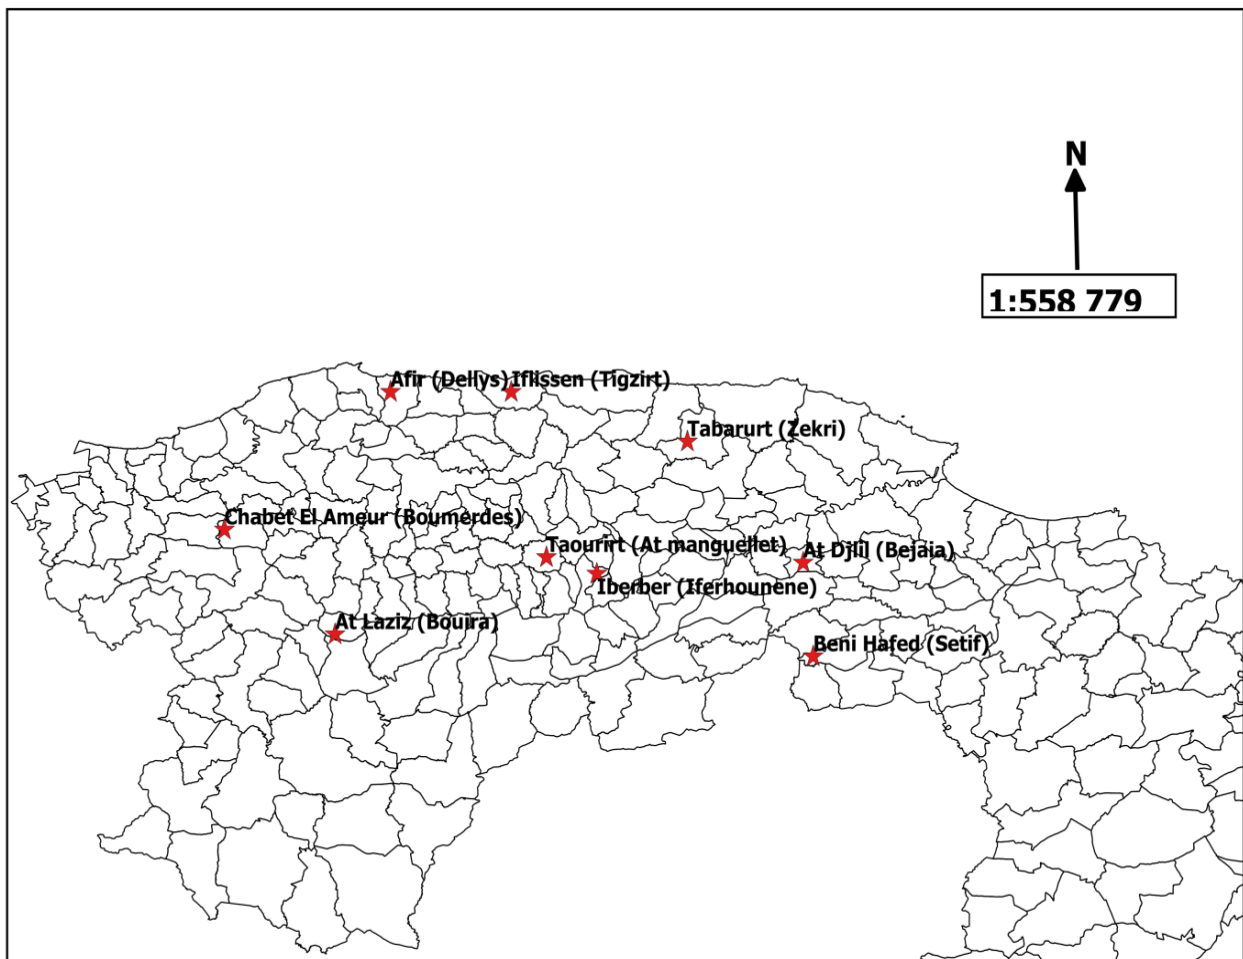 N
1:558 779
Afir (Dellys)
Iflissen (Tigzirt)
Tabarurt (Zekri)
Chabet El Ameur (Boumerdes)
Taourirt (At manguellet)
At Djlil (Bejaia)
Iberber (Iferhounene)
At Laziz (Bouira)
Beni Hafed (Setif)